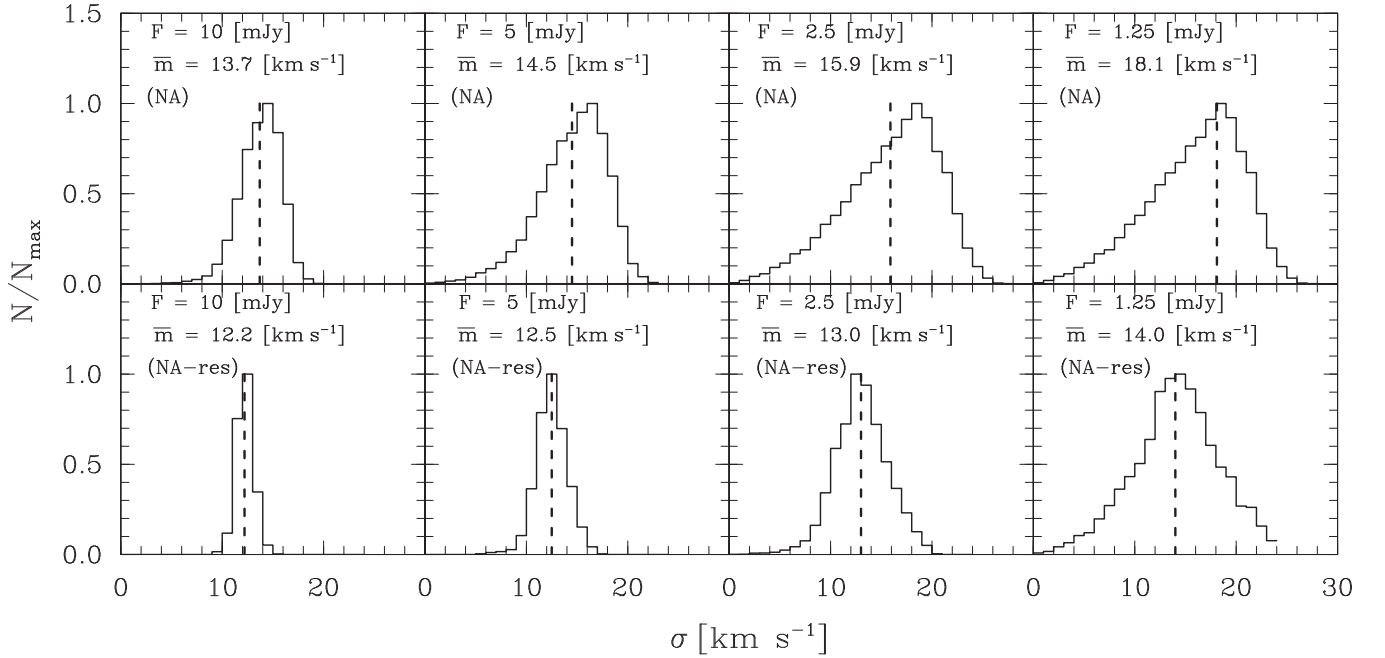 1.5
1.0
0.5
0.0
F = 10 [mJy]
m̅ = 13.7 [km s⁻¹]
(NA)
F = 5 [mJy]
m̅ = 14.5 [km s⁻¹]
(NA)
F = 2.5 [mJy]
m̅ = 15.9 [km s⁻¹]
(NA)
F = 1.25 [mJy]
m̅ = 18.1 [km s⁻¹]
(NA)
N/Nmax
1.0
0.5
0.0
F = 10 [mJy]
m̅ = 12.2 [km s⁻¹]
(NA-res)
F = 5 [mJy]
m̅ = 12.5 [km s⁻¹]
(NA-res)
F = 2.5 [mJy]
m̅ = 13.0 [km s⁻¹]
(NA-res)
F = 1.25 [mJy]
m̅ = 14.0 [km s⁻¹]
(NA-res)
0 10 20 0 10 20 0 10 20 0 10 20 30
σ [km s⁻¹]